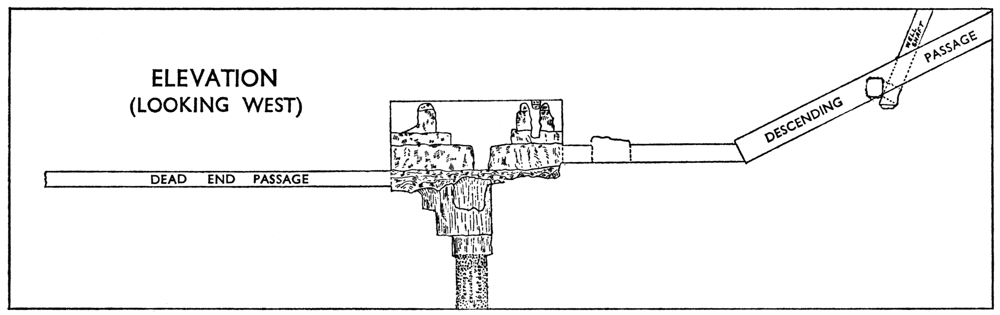 ELEVATION
(LOOKING WEST)
WELL
SHAFT
DESCENDING PASSAGE
DEAD END PASSAGE
Perring's
excavation
36 feet deep